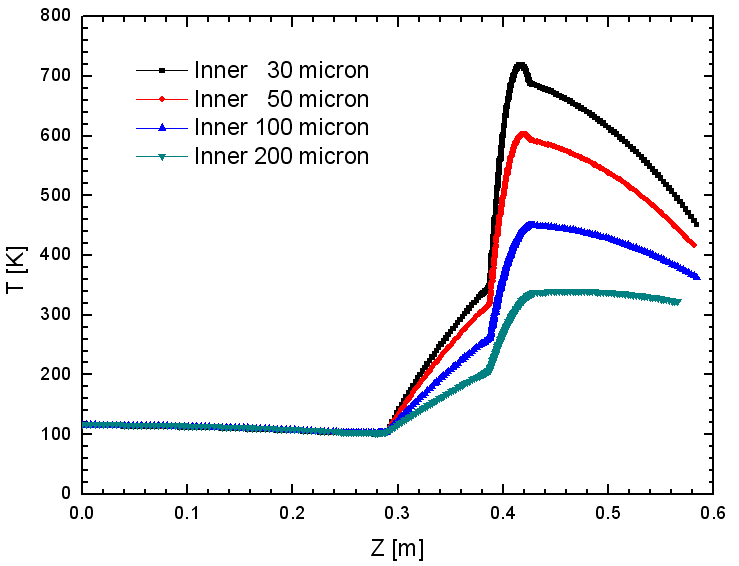 800
700
600
500
400
300
200
100
0
T [K]
Inner 30 micron
Inner 50 micron
Inner 100 micron
Inner 200 micron
0.0 0.1 0.2 0.3 0.4 0.5 0.6
Z [m]